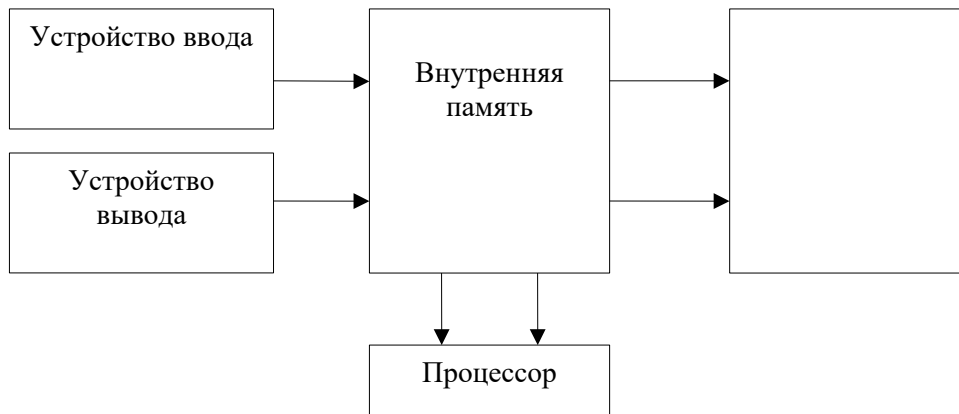 Устройство ввода
Внутренняя
память
Устройство
вывода
Процессор